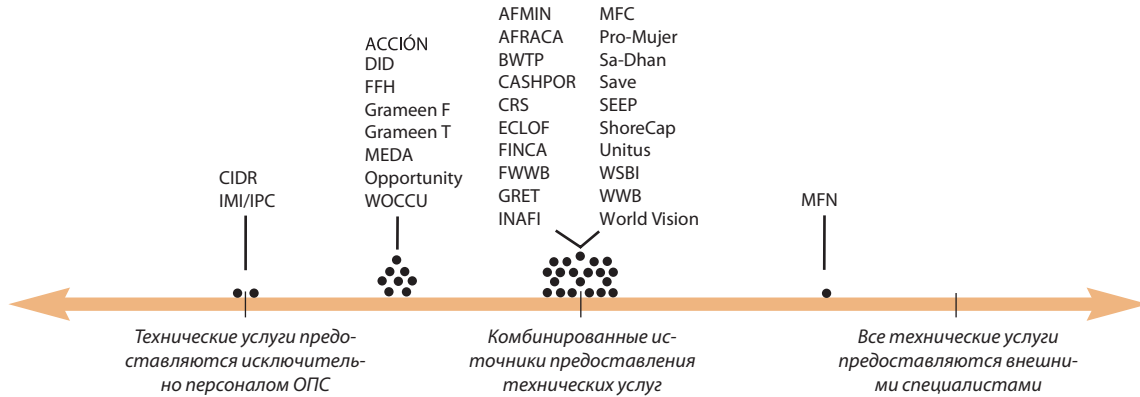 CIDR
IMI/IPC
ACCIÓN
DID
FFH
Grameen F
Grameen T
MEDA
Opportunity
WOCCU
AFMIN
AFRACA
BWTP
CASHPOR
CRS
ECLOF
FINCA
FWWB
GRET
INAFI
MFC
Pro-Mujer
Sa-Dhan
Save
SEEP
ShoreCap
Unitus
WSBI
WWB
World Vision
MFN
Технические услуги предо-
ставляются исключитель-
но персоналом ОПС
Комбинированные ис-
точники предоставления
технических услуг
Все технические услуги
предоставляются внешни-
ми специалистами